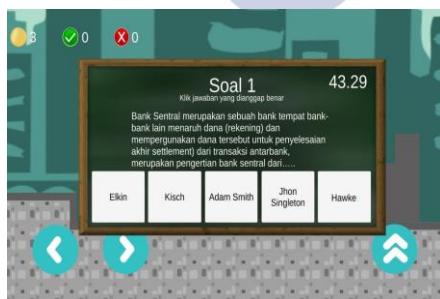 3 0 0
Soal 1 43.29
Klik jawaban yang dianggap benar
Bank Sentral merupakan sebuah bank tempat bank-
bank lain menaruh dana (rekening) dan
mempergunakan dana tersebut untuk penyelesaian
akhir settlement) dari transaksi antarbank,
merupakan pengertian bank sentral dari.....
Elkin Kisch Adam Smith Jhon Hawke
Singleton